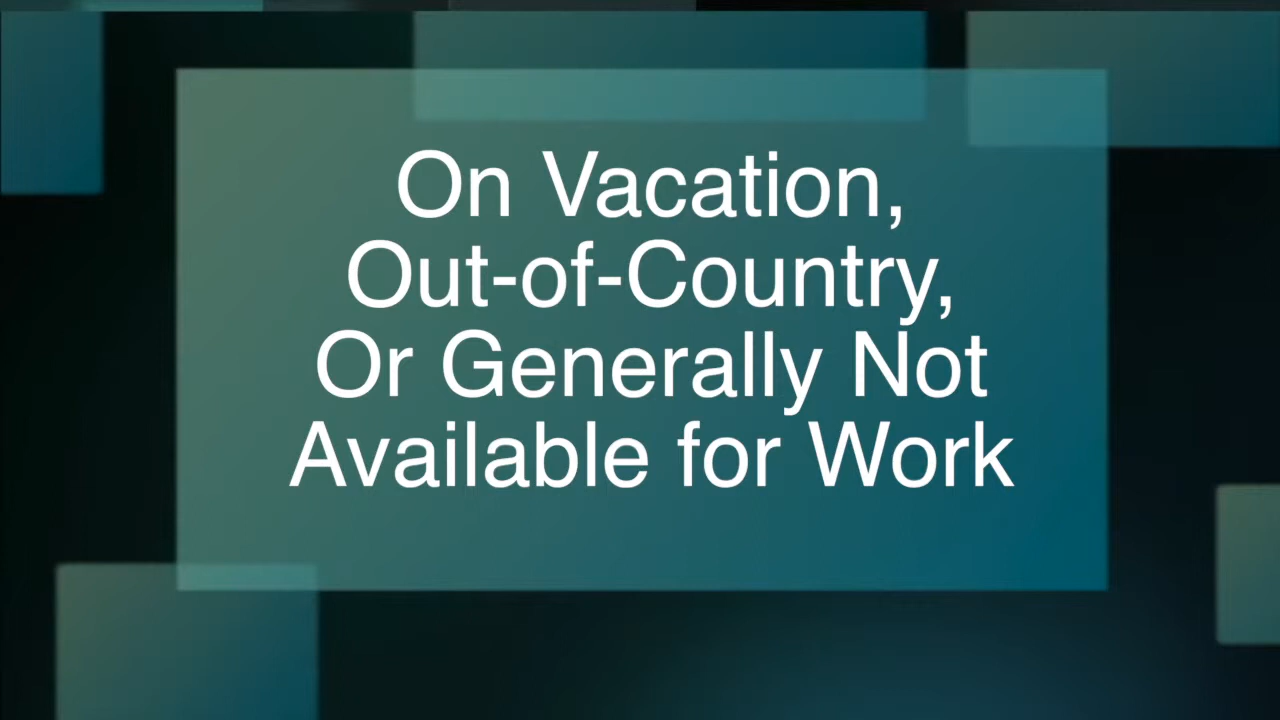 On Vacation,
Out-of-Country,
Or Generally Not
Available for Work